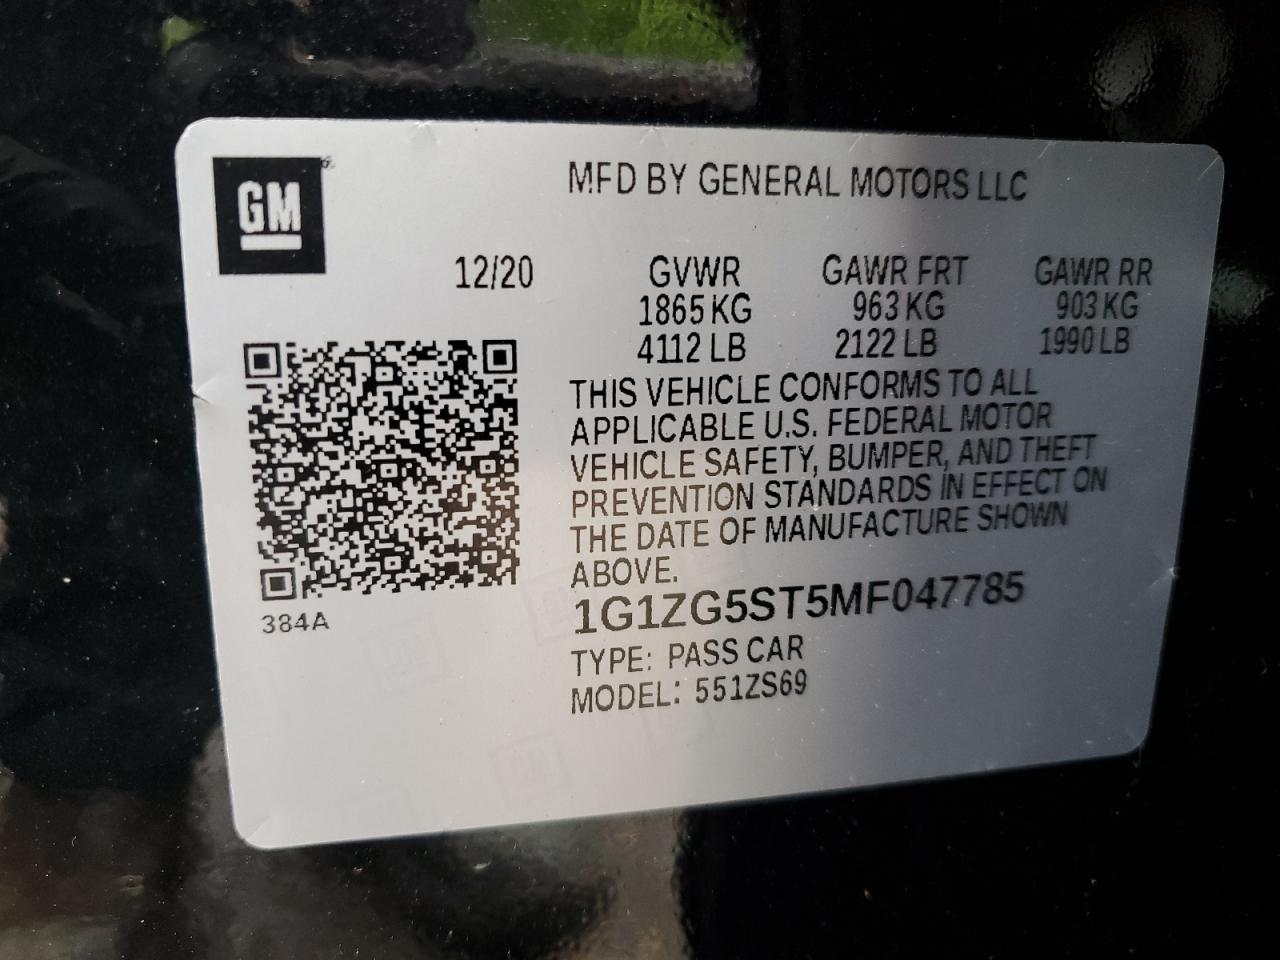 GM
MFD BY GENERAL MOTORS LLC
12/20
GVWR GAWR FRT GAWR RR
1865 KG 963 KG 903 KG
4112 LB 2122 LB 1990 LB
THIS VEHICLE CONFORMS TO ALL
APPLICABLE U.S. FEDERAL MOTOR
VEHICLE SAFETY, BUMPER, AND THEFT
PREVENTION STANDARDS IN EFFECT ON
THE DATE OF MANUFACTURE SHOWN
ABOVE.
1G1ZG5ST5MF047785
384A
TYPE: PASS CAR
MODEL: 551ZS69